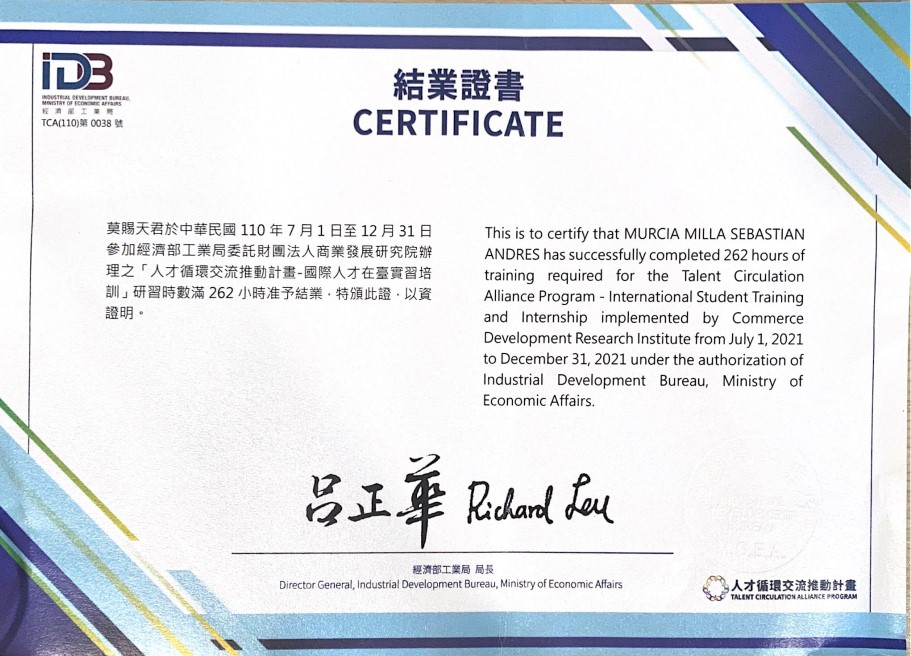 iDB
INDUSTRIAL DEVELOPMENT BUREAU,
MINISTRY OF ECONOMIC AFFAIRS
經濟部工業局
TCA(110)第 0038 號
結業證書
CERTIFICATE
莫賜天君於中華民國 110 年 7 月 1 日至 12 月 31 日
參加經濟部工業局委託財團法人商業發展研究院辦
理之「人才循環交流推動計畫-國際人才在臺實習培
訓」研習時數滿 262 小時准予結業，特頒此證，以資
證明。
This is to certify that MURCIA MILLA SEBASTIAN
ANDRES has successfully completed 262 hours of
training required for the Talent Circulation
Alliance Program - International Student Training
and Internship implemented by Commerce
Development Research Institute from July 1, 2021
to December 31, 2021 under the authorization of
Industrial Development Bureau, Ministry of
Economic Affairs.
呂正華 Richard Leu
經濟部工業局 局長
Director General, Industrial Development Bureau, Ministry of Economic Affairs
人才循環交流推動計畫
TALENT CIRCULATION ALLIANCE PROGRAM